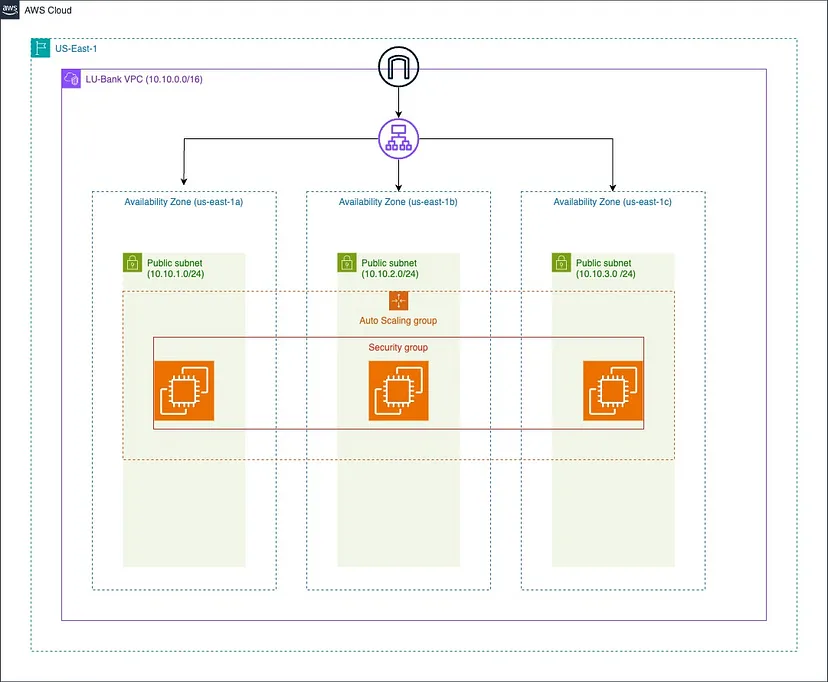 aws
AWS Cloud
US-East-1
LU-Bank VPC (10.10.0.0/16)
Availability Zone (us-east-1a)
Availability Zone (us-east-1b)
Availability Zone (us-east-1c)
Public subnet
(10.10.1.0/24)
Public subnet
(10.10.2.0/24)
Public subnet
(10.10.3.0 /24)
Auto Scaling group
Security group